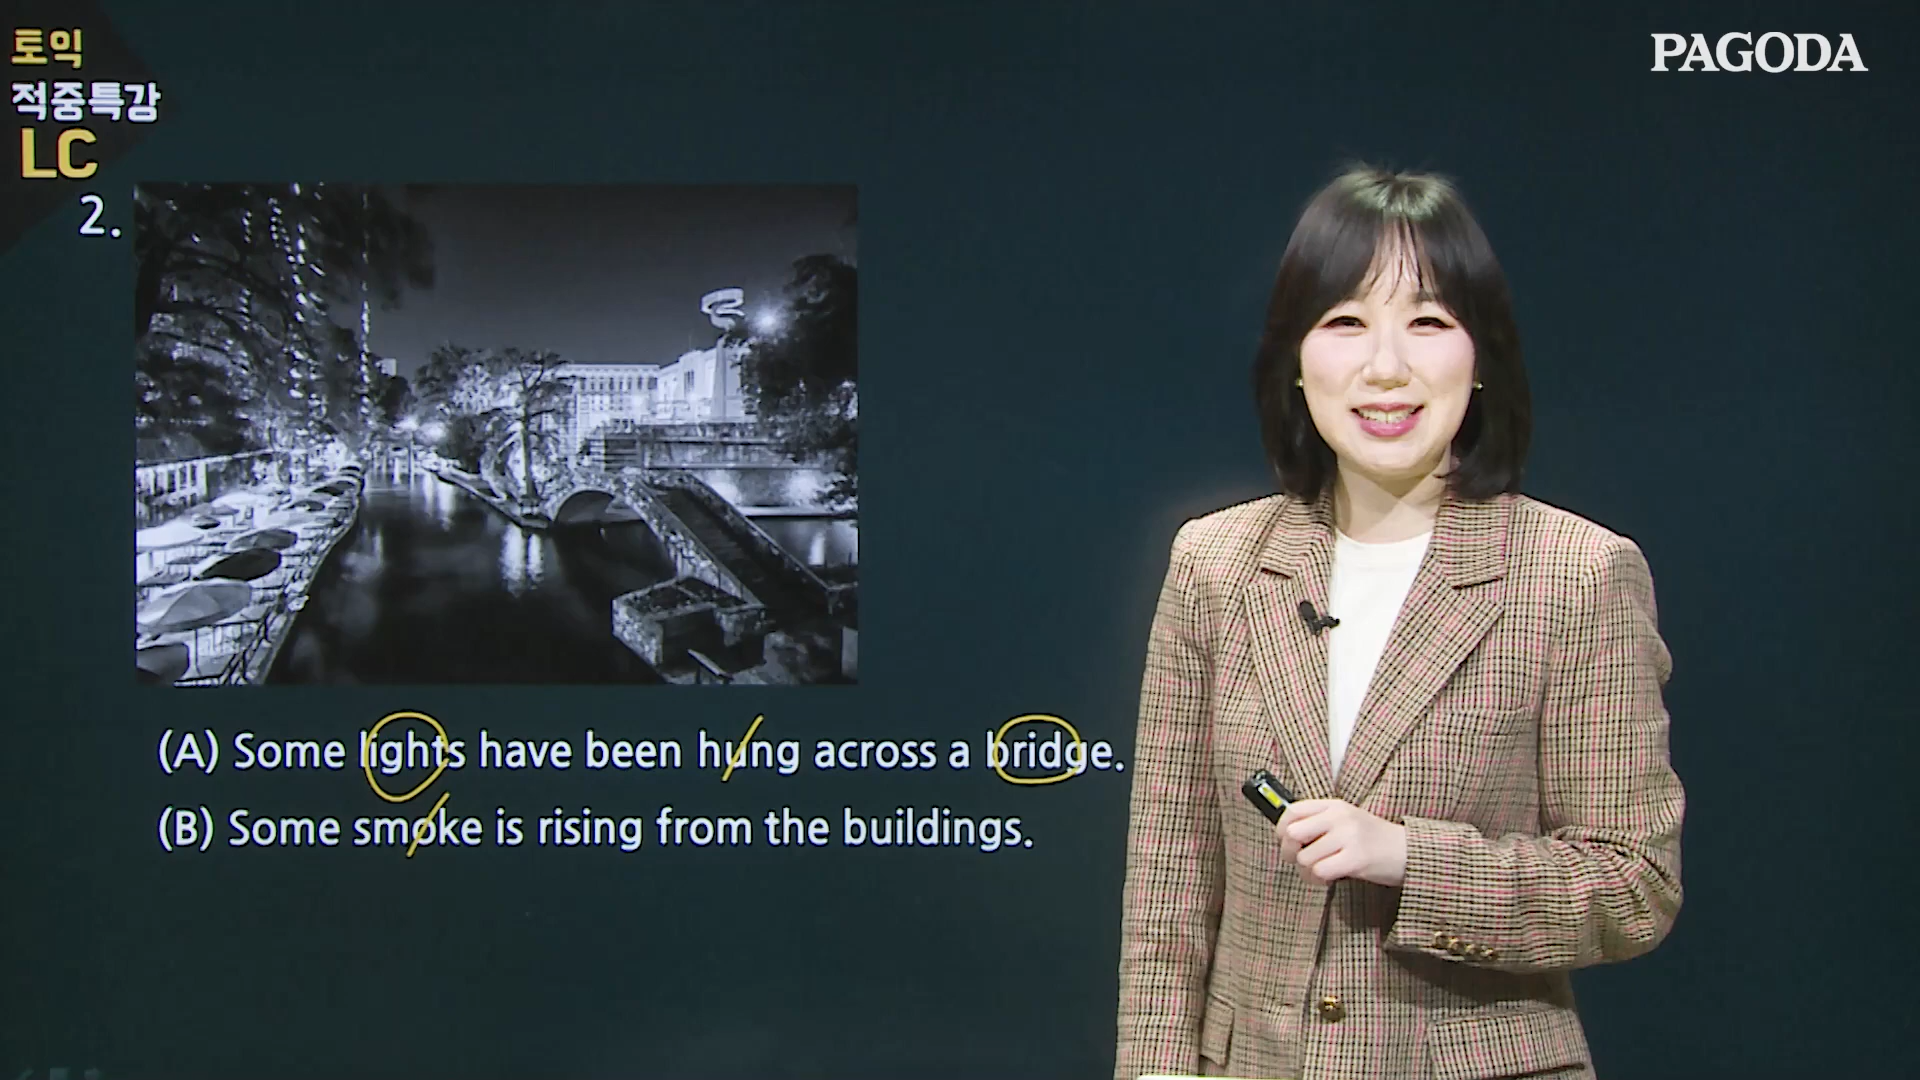 토익
적중특강
LC
PAGODA
2.
(A) Some lights have been hung across a bridge.
(B) Some smoke is rising from the buildings.